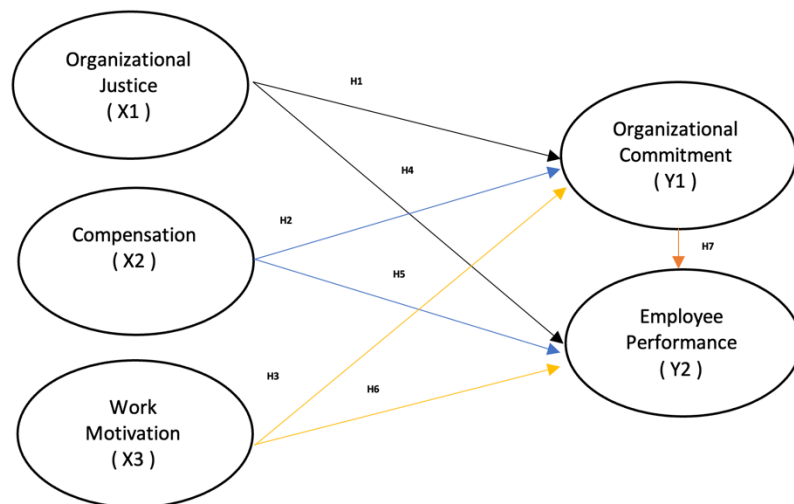 Organizational
Justice
( X1 )
H1
Organizational
Commitment
( Y1 )
H4
Compensation
( X2 )
H2
H7
H5
Employee
Performance
( Y2 )
H3
H6
Work
Motivation
( X3 )